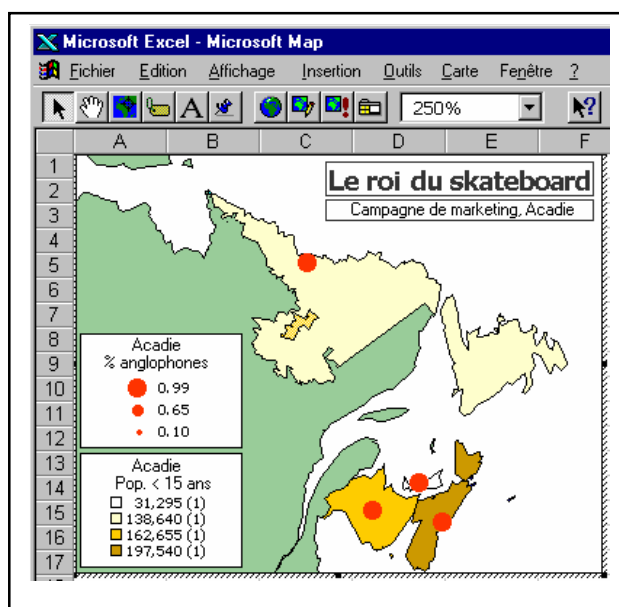 Microsoft Excel - Microsoft Map
Fichier Edition Affichage Insertion Outils Carte Fenêtre ?
A 250% ?
A B C D E F
1
2
3
4
5
6
7
8
9
10
11
12
13
14
15
16
17
Le roi du skateboard
Campagne de marketing, Acadie
Acadie
% anglophones
0.99
0.65
0.10
Acadie
Pop. < 15 ans
31,295 (1)
138,640 (1)
162,655 (1)
197,540 (1)